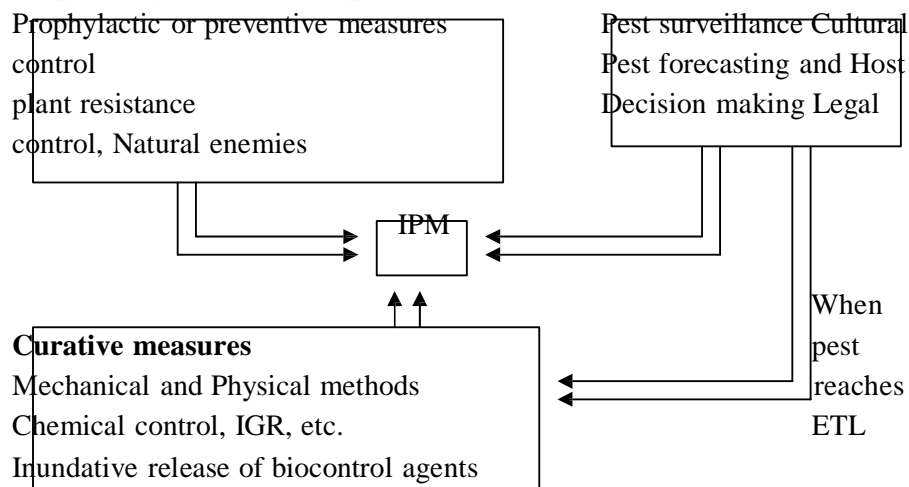 Prophylactic or preventive measures
control
plant resistance
control, Natural enemies
Pest surveillance Cultural
Pest forecasting and Host
Decision making Legal
IPM
When
pest
reaches
ETL
Curative measures
Mechanical and Physical methods
Chemical control, IGR, etc.
Inundative release of biocontrol agents